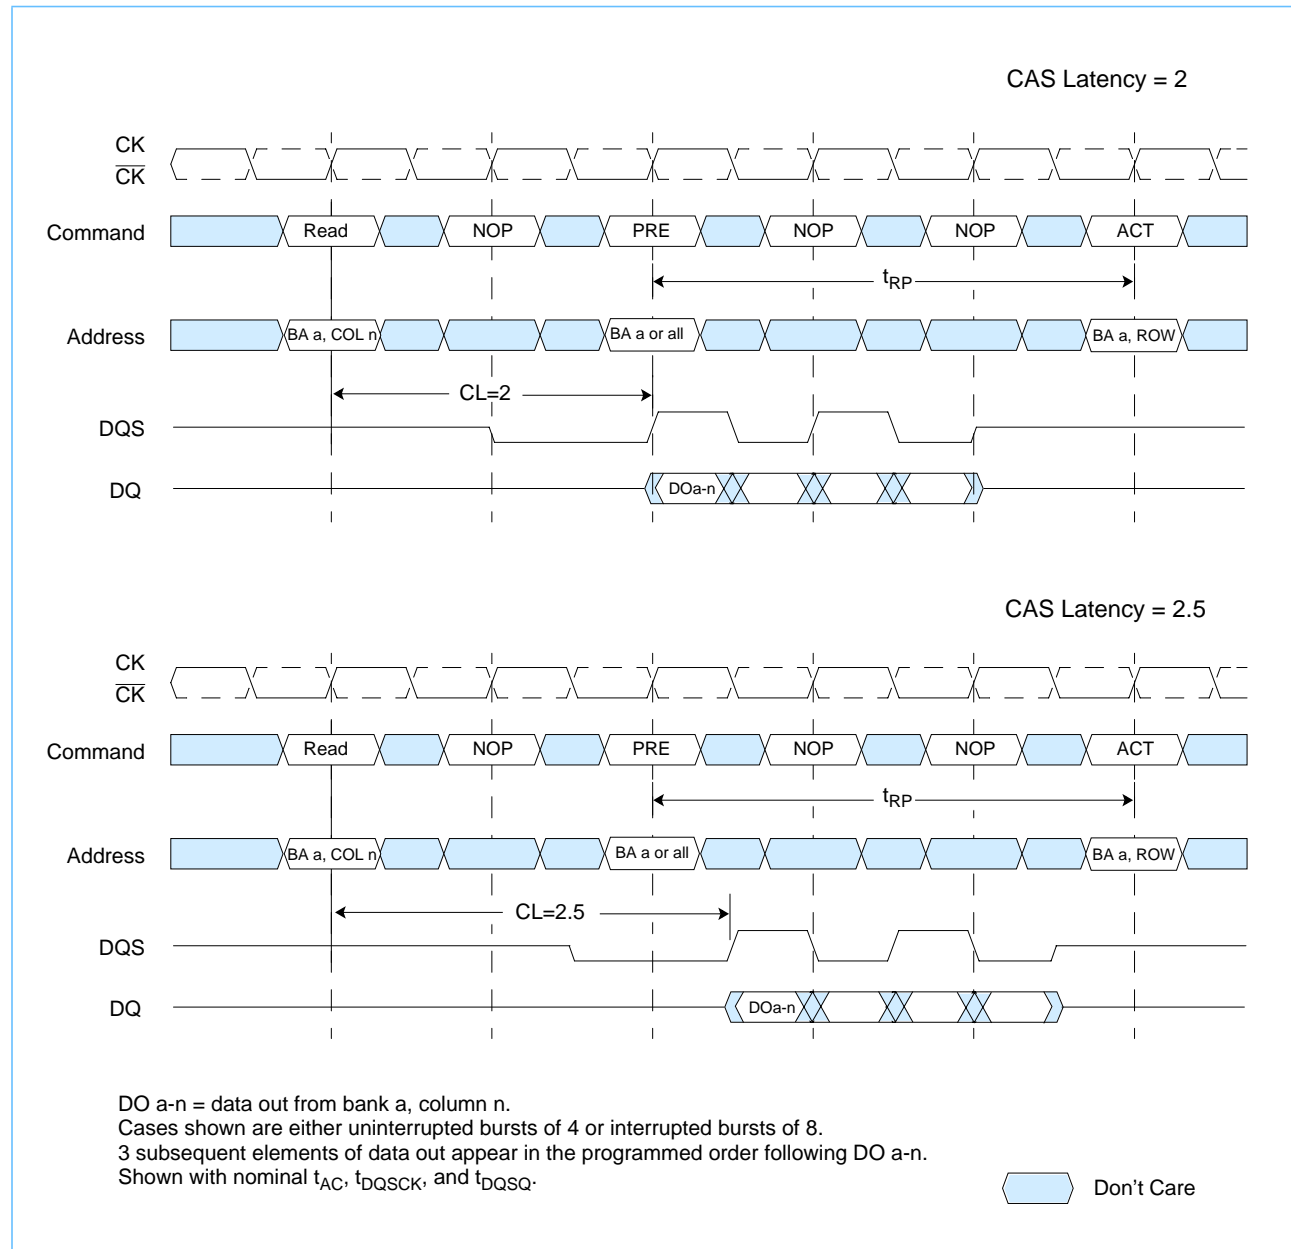 CAS Latency = 2
CK
CK
Command
Read NOP PRE NOP NOP ACT
tRP
Address
BA a, COL n BA a or all BA a, ROW
CL=2
DQS
DQ
DOa-n
CAS Latency = 2.5
CK
CK
Command
Read NOP PRE NOP NOP ACT
tRP
Address
BA a, COL n BA a or all BA a, ROW
CL=2.5
DQS
DQ
DOa-n
DO a-n = data out from bank a, column n.
Cases shown are either uninterrupted bursts of 4 or interrupted bursts of 8.
3 subsequent elements of data out appear in the programmed order following DO a-n.
Shown with nominal tAC, tDQSCK, and tDQSQ.
Don't Care